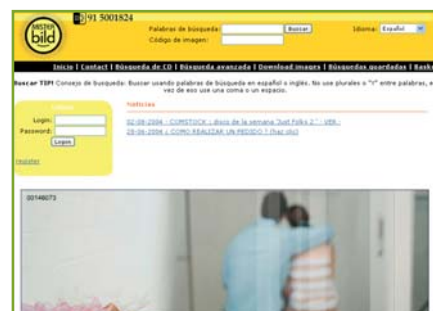 MISTER
bild
91 5001824
Palabras de búsqueda:
Buscar
Idioma:
Español
Código de imagen:
Inicio | Contact | Búsqueda de CD | Búsqueda avanzada | Download images | Búsquedas guardadas | Bask
Buscar TIP! Consejo de busqueda: Buscar usando palabras de búsqueda en español o inglés. No use plurales o "Y" entre palabras, e
vez de eso use una coma o un espacio.
Noticias
Login:
Password:
Logon
register
02-08-2004 - COMSTOCK : disco de la semana "Just Folks 2" - VER -
28-06-2004 ¿ COMO REALIZAR UN PEDIDO ? (haz clic)
00146073